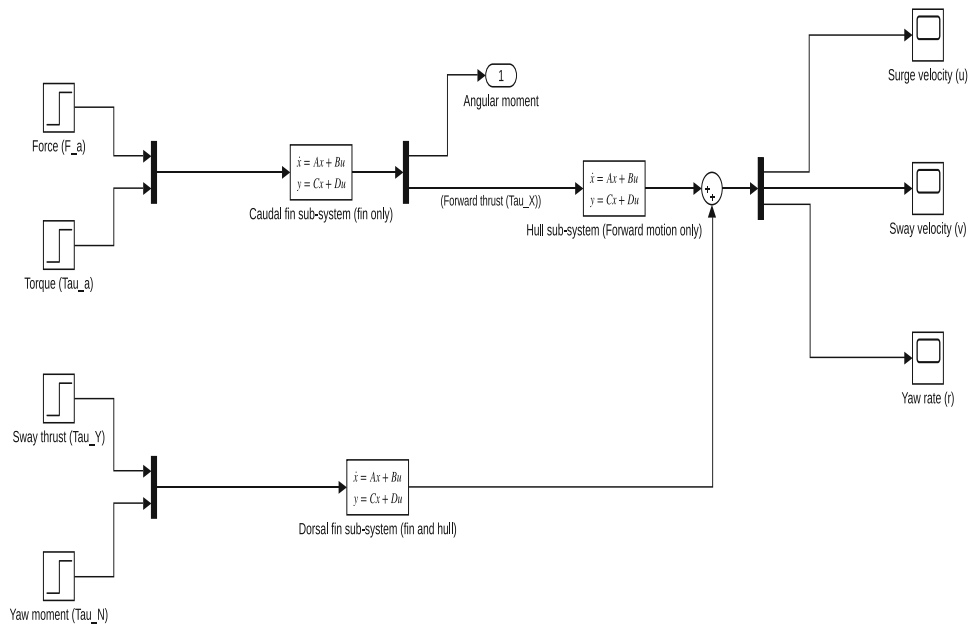 Force (F_a)
Torque (Tau_a)
ẋ = Ax + Bu
y = Cx + Du
Caudal fin sub-system (fin only)
1
Angular moment
(Forward thrust (Tau_X))
ẋ = Ax + Bu
y = Cx + Du
Hull sub-system (Forward motion only)
+
+
Surge velocity (u)
Sway velocity (v)
Yaw rate (r)
Sway thrust (Tau_Y)
Yaw moment (Tau_N)
ẋ = Ax + Bu
y = Cx + Du
Dorsal fin sub-system (fin and hull)